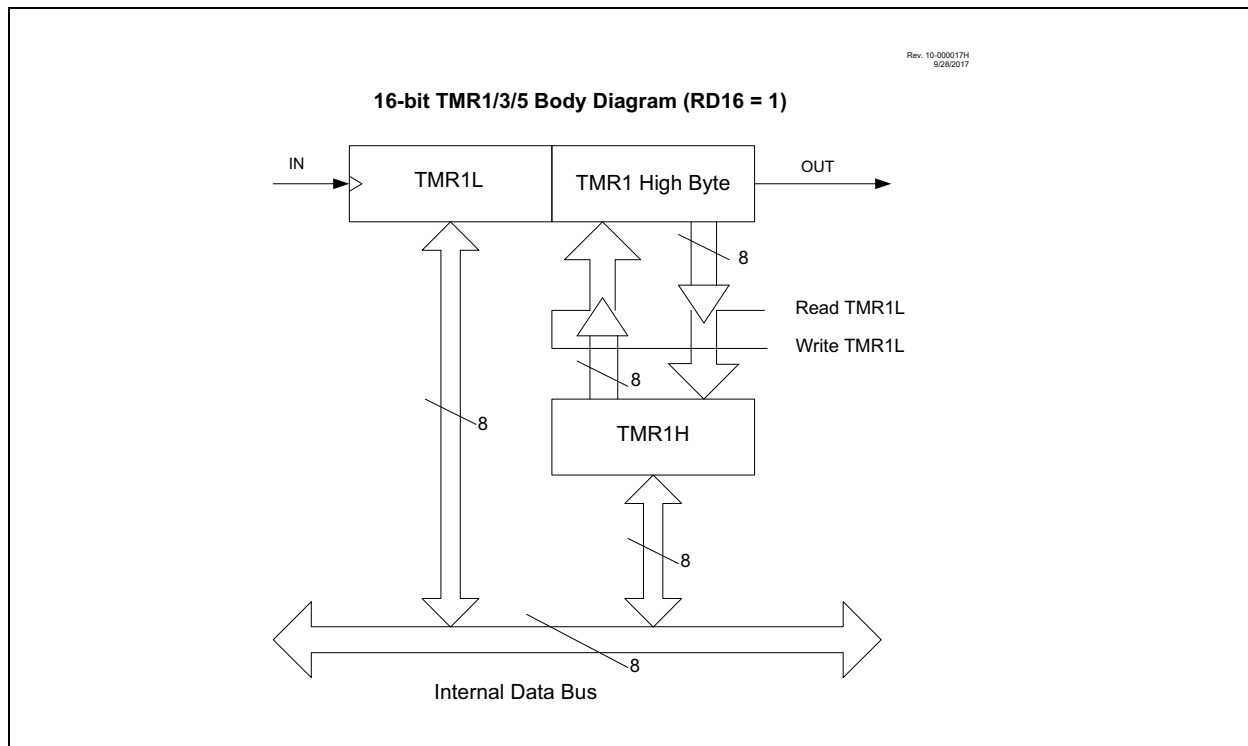 Rev. 10-000017H
9/28/2017
16-bit TMR1/3/5 Body Diagram (RD16 = 1)
IN
TMR1L
TMR1 High Byte
OUT
8
Read TMR1L
Write TMR1L
8
8
TMR1H
8
8
Internal Data Bus